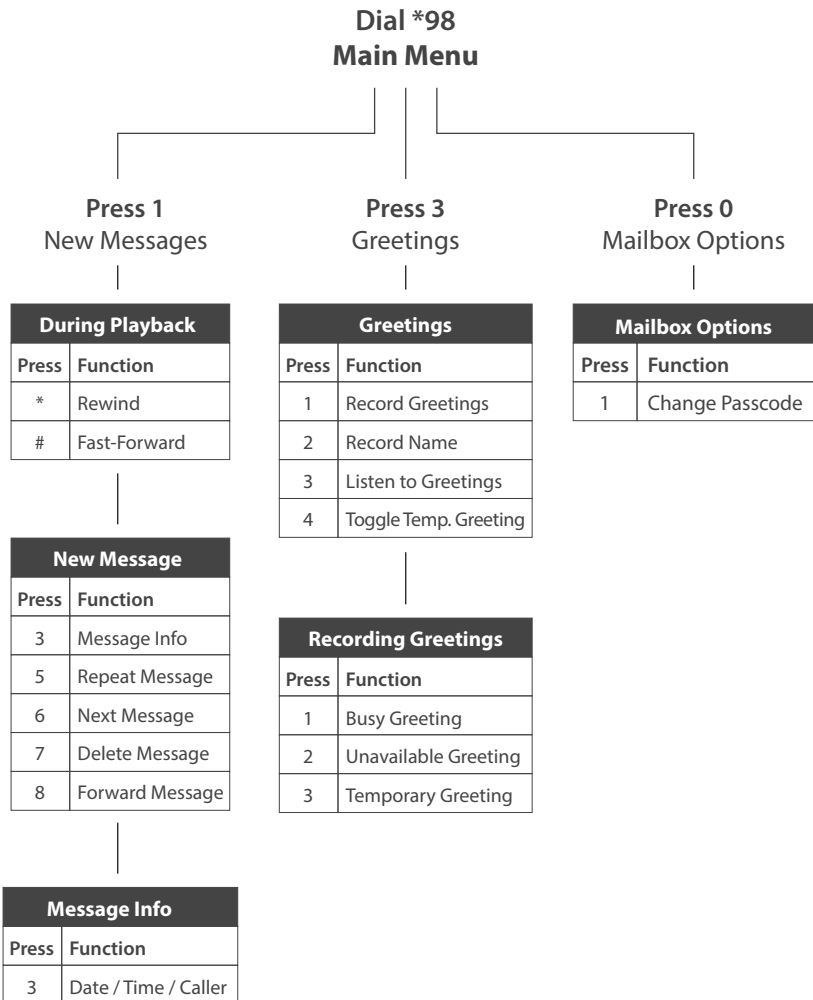 Dial *98
Main Menu
Press 1
New Messages
During Playback
Press Function
* Rewind
# Fast-Forward
New Message
Press Function
3 Message Info
5 Repeat Message
6 Next Message
7 Delete Message
8 Forward Message
Message Info
Press Function
3 Date / Time / Caller
Press 3
Greetings
Greetings
Press Function
1 Record Greetings
2 Record Name
3 Listen to Greetings
4 Toggle Temp. Greeting
Recording Greetings
Press Function
1 Busy Greeting
2 Unavailable Greeting
3 Temporary Greeting
Press 0
Mailbox Options
Mailbox Options
Press Function
1 Change Passcode